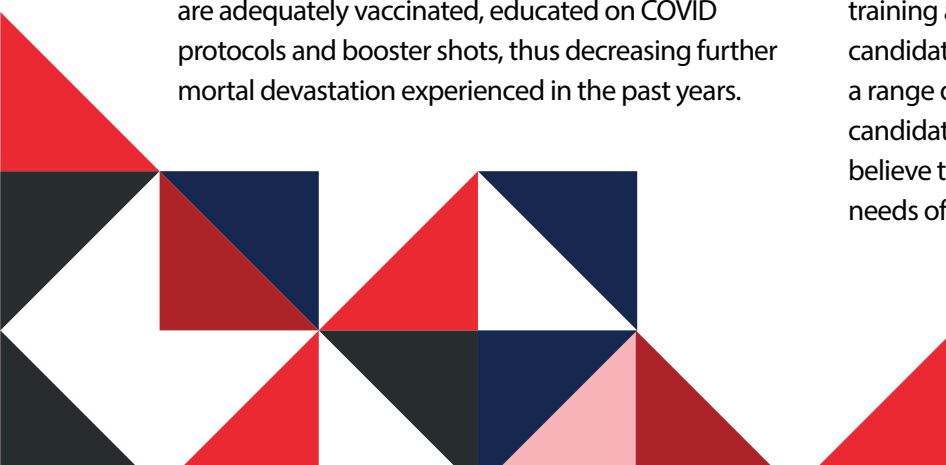 are adequately vaccinated, educated on COVID
protocols and booster shots, thus decreasing further
mortal devastation experienced in the past years.
training
candidat
a range
candidat
believe t
needs of